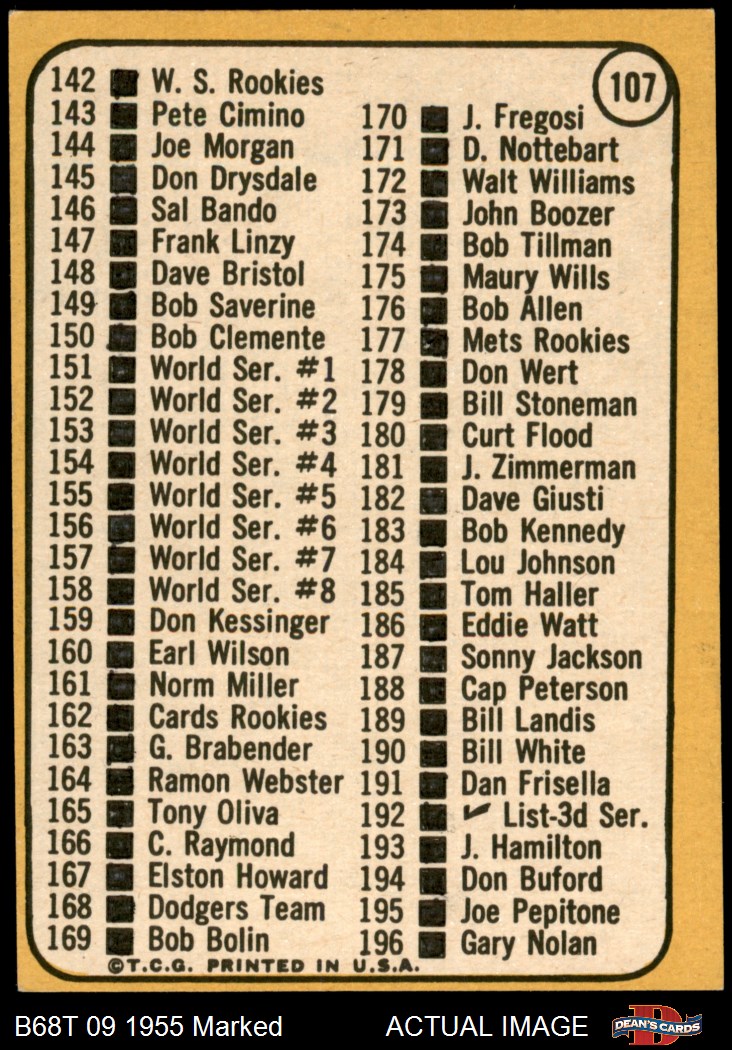 107
142 W. S. Rookies
143 Pete Cimino
144 Joe Morgan
145 Don Drysdale
146 Sal Bando
147 Frank Linzy
148 Dave Bristol
149 Bob Saverine
150 Bob Clemente
151 World Ser. #1
152 World Ser. #2
153 World Ser. #3
154 World Ser. #4
155 World Ser. #5
156 World Ser. #6
157 World Ser. #7
158 World Ser. #8
159 Don Kessinger
160 Earl Wilson
161 Norm Miller
162 Cards Rookies
163 G. Brabender
164 Ramon Webster
165 Tony Oliva
166 C. Raymond
167 Elston Howard
168 Dodgers Team
169 Bob Bolin
170 J. Fregosi
171 D. Nottebart
172 Walt Williams
173 John Boozer
174 Bob Tillman
175 Maury Wills
176 Bob Allen
177 Mets Rookies
178 Don Wert
179 Bill Stoneman
180 Curt Flood
181 J. Zimmerman
182 Dave Giusti
183 Bob Kennedy
184 Lou Johnson
185 Tom Haller
186 Eddie Watt
187 Sonny Jackson
188 Cap Peterson
189 Bill Landis
190 Bill White
191 Dan Frisella
192 ✓ List-3d Ser.
193 J. Hamilton
194 Don Buford
195 Joe Pepitone
196 Gary Nolan
©T.C.G. PRINTED IN U.S.A.
B68T 09 1955 Marked
ACTUAL IMAGE
D
DEAN'S CARDS